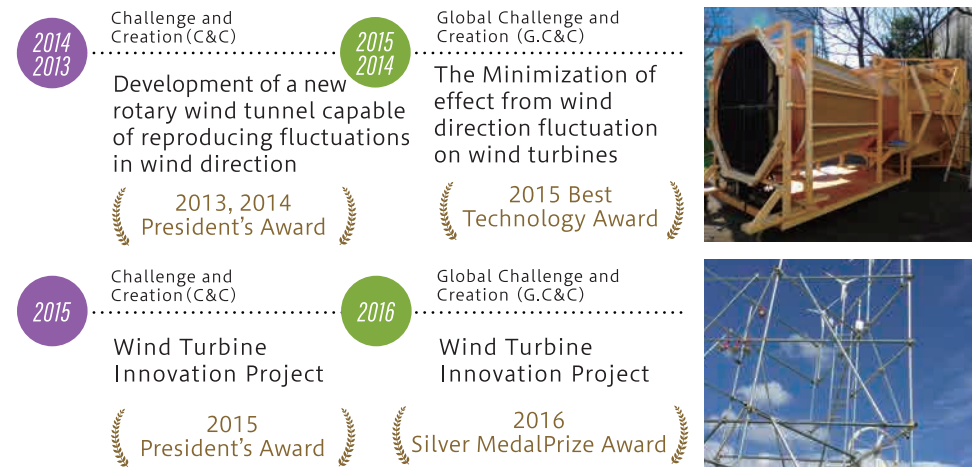 2014
2013
Challenge and
Creation (C&C)
Development of a new
rotary wind tunnel capable
of reproducing fluctuations
in wind direction
2013, 2014
President's Award
2015
2014
Global Challenge and
Creation (G.C&C)
The Minimization of
effect from wind
direction fluctuation
on wind turbines
2015 Best
Technology Award
2015
Challenge and
Creation (C&C)
Wind Turbine
Innovation Project
2015
President's Award
2016
Global Challenge and
Creation (G.C&C)
Wind Turbine
Innovation Project
2016
Silver MedalPrize Award